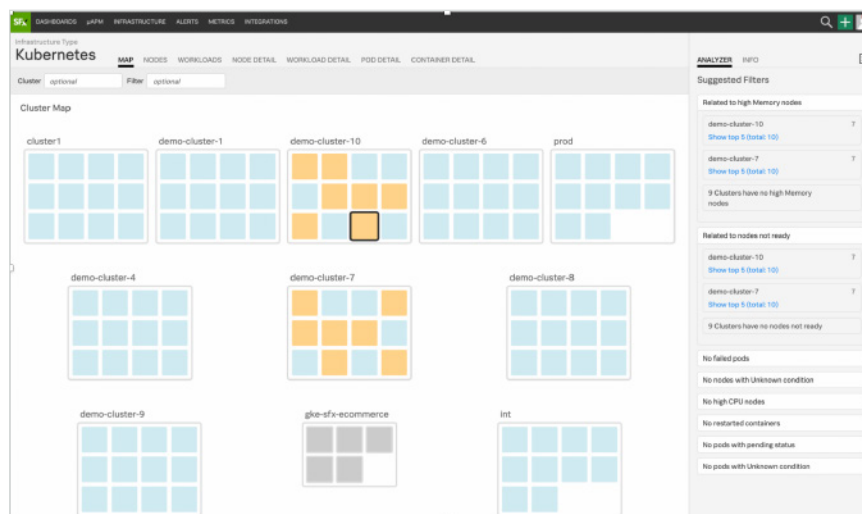 SFx DASHBOARDS µAPM INFRASTRUCTURE ALERTS METRICS INTEGRATIONS
Infrastructure Type
Kubernetes MAP NODES WORKLOADS NODE DETAIL WORKLOAD DETAIL POD DETAIL CONTAINER DETAIL
ANALYZER INFO
Cluster optional Filter optional
Suggested Filters
Cluster Map
cluster1 demo-cluster-1 demo-cluster-10 demo-cluster-6 prod
demo-cluster-4 demo-cluster-7 demo-cluster-8
demo-cluster-9 gke-sfx-ecommerce int
Related to high Memory nodes
demo-cluster-10 7
Show top 5 (total: 10)
demo-cluster-7 7
Show top 5 (total: 10)
9 Clusters have no high Memory
nodes
Related to nodes not ready
demo-cluster-10 7
Show top 5 (total: 10)
demo-cluster-7 7
Show top 5 (total: 10)
9 Clusters have no nodes not ready
No failed pods
No nodes with Unknown condition
No high CPU nodes
No restarted containers
No pods with pending status
No pods with Unknown condition